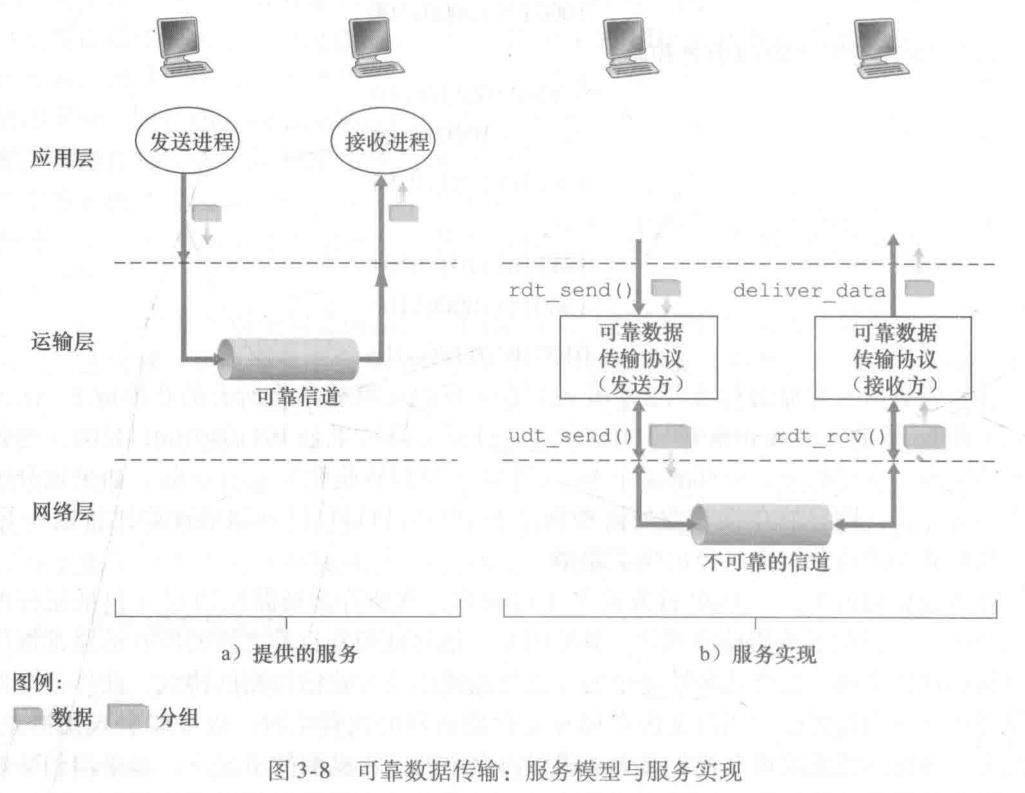 发送进程 接收进程
应用层
rdt_send() deliver_data
可靠数据 可靠数据
运输层 传输协议 传输协议
(发送方) (接收方)
可靠信道
udt_send() rdt_rcv()
网络层
不可靠的信道
a)提供的服务 b)服务实现
图例:
数据 分组
图 3-8 可靠数据传输:服务模型与服务实现